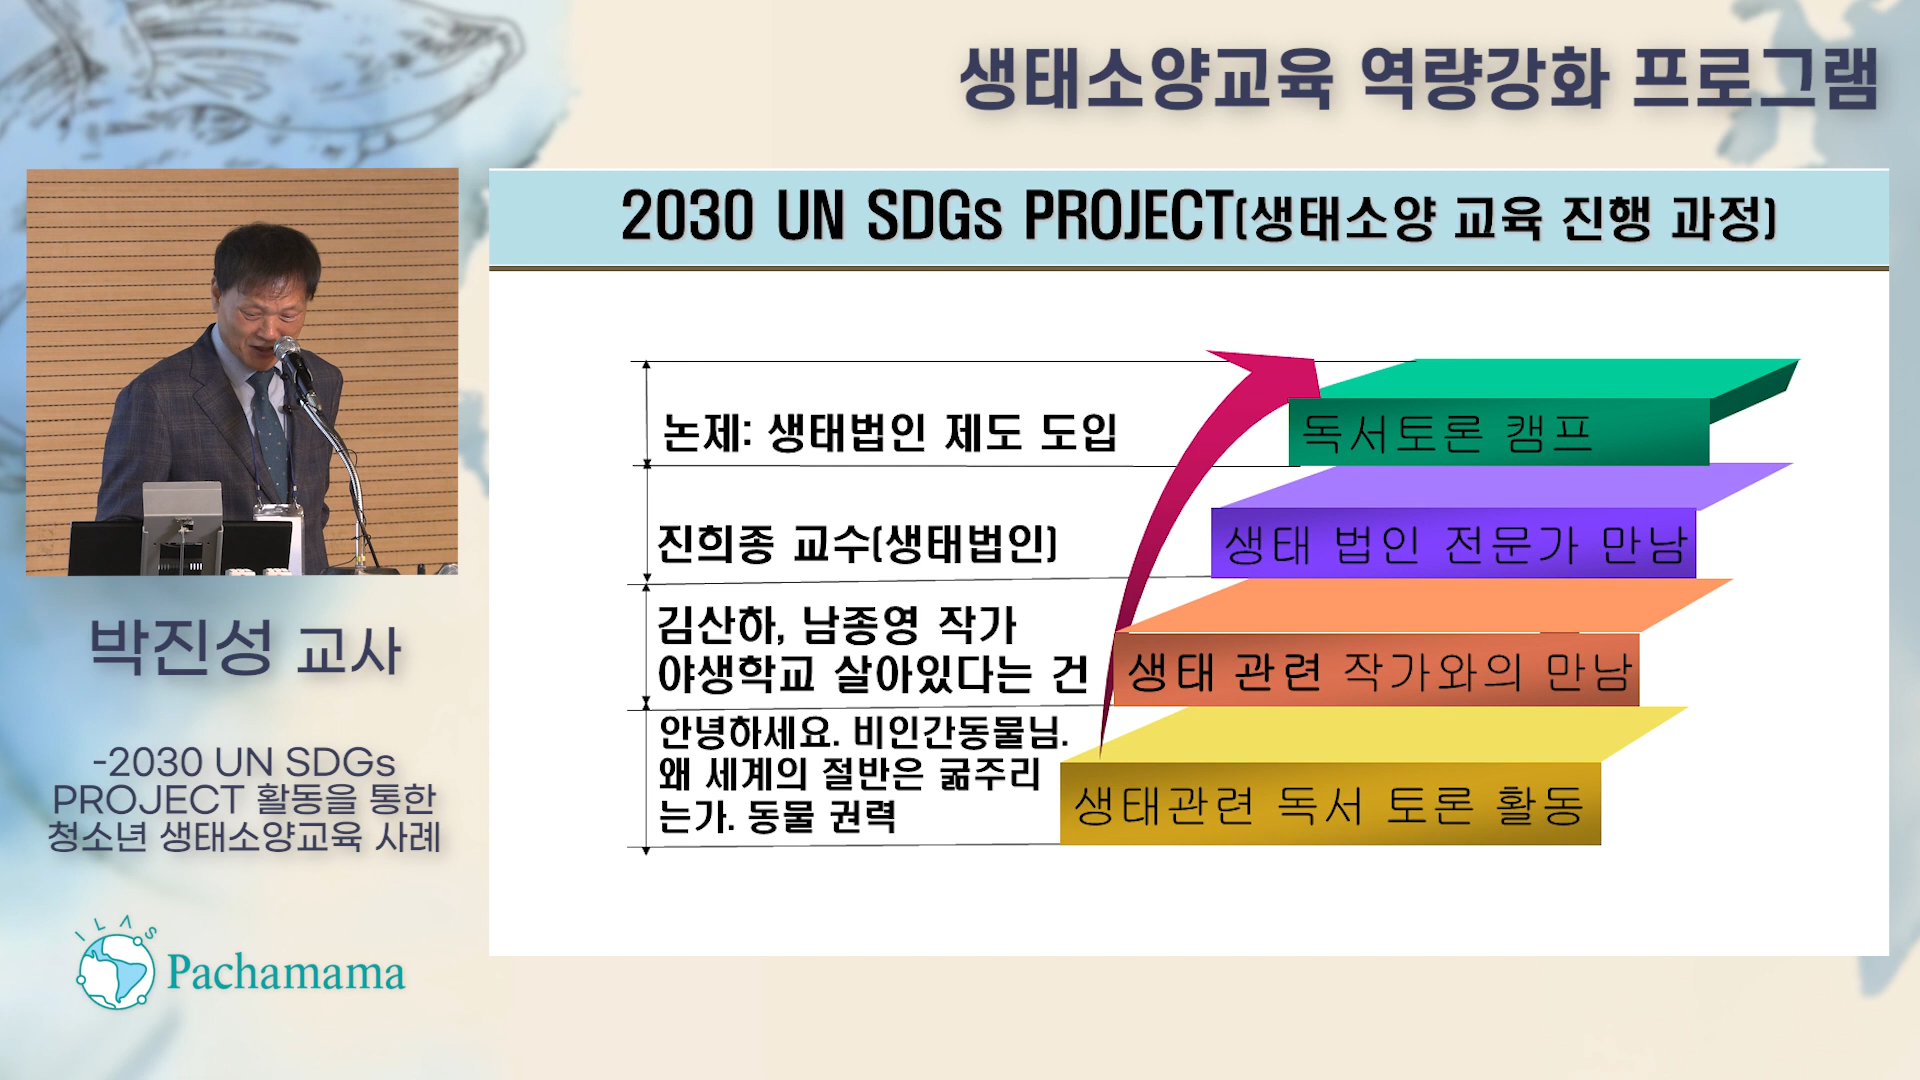 생태소양교육 역량강화 프로그램
2030 UN SDGs PROJECT(생태소양 교육 진행 과정)
논제: 생태법인 제도 도입
독서토론 캠프
진희종 교수(생태법인)
생태 법인 전문가 만남
김산하, 남종영 작가
야생학교 살아있다는 건
생태 관련 작가와의 만남
안녕하세요. 비인간동물님.
왜 세계의 절반은 굶주리
는가. 동물 권력
생태관련 독서 토론 활동
박진성 교사
-2030 UN SDGs
PROJECT 활동을 통한
청소년 생태소양교육 사례
ILAS
Pachamama